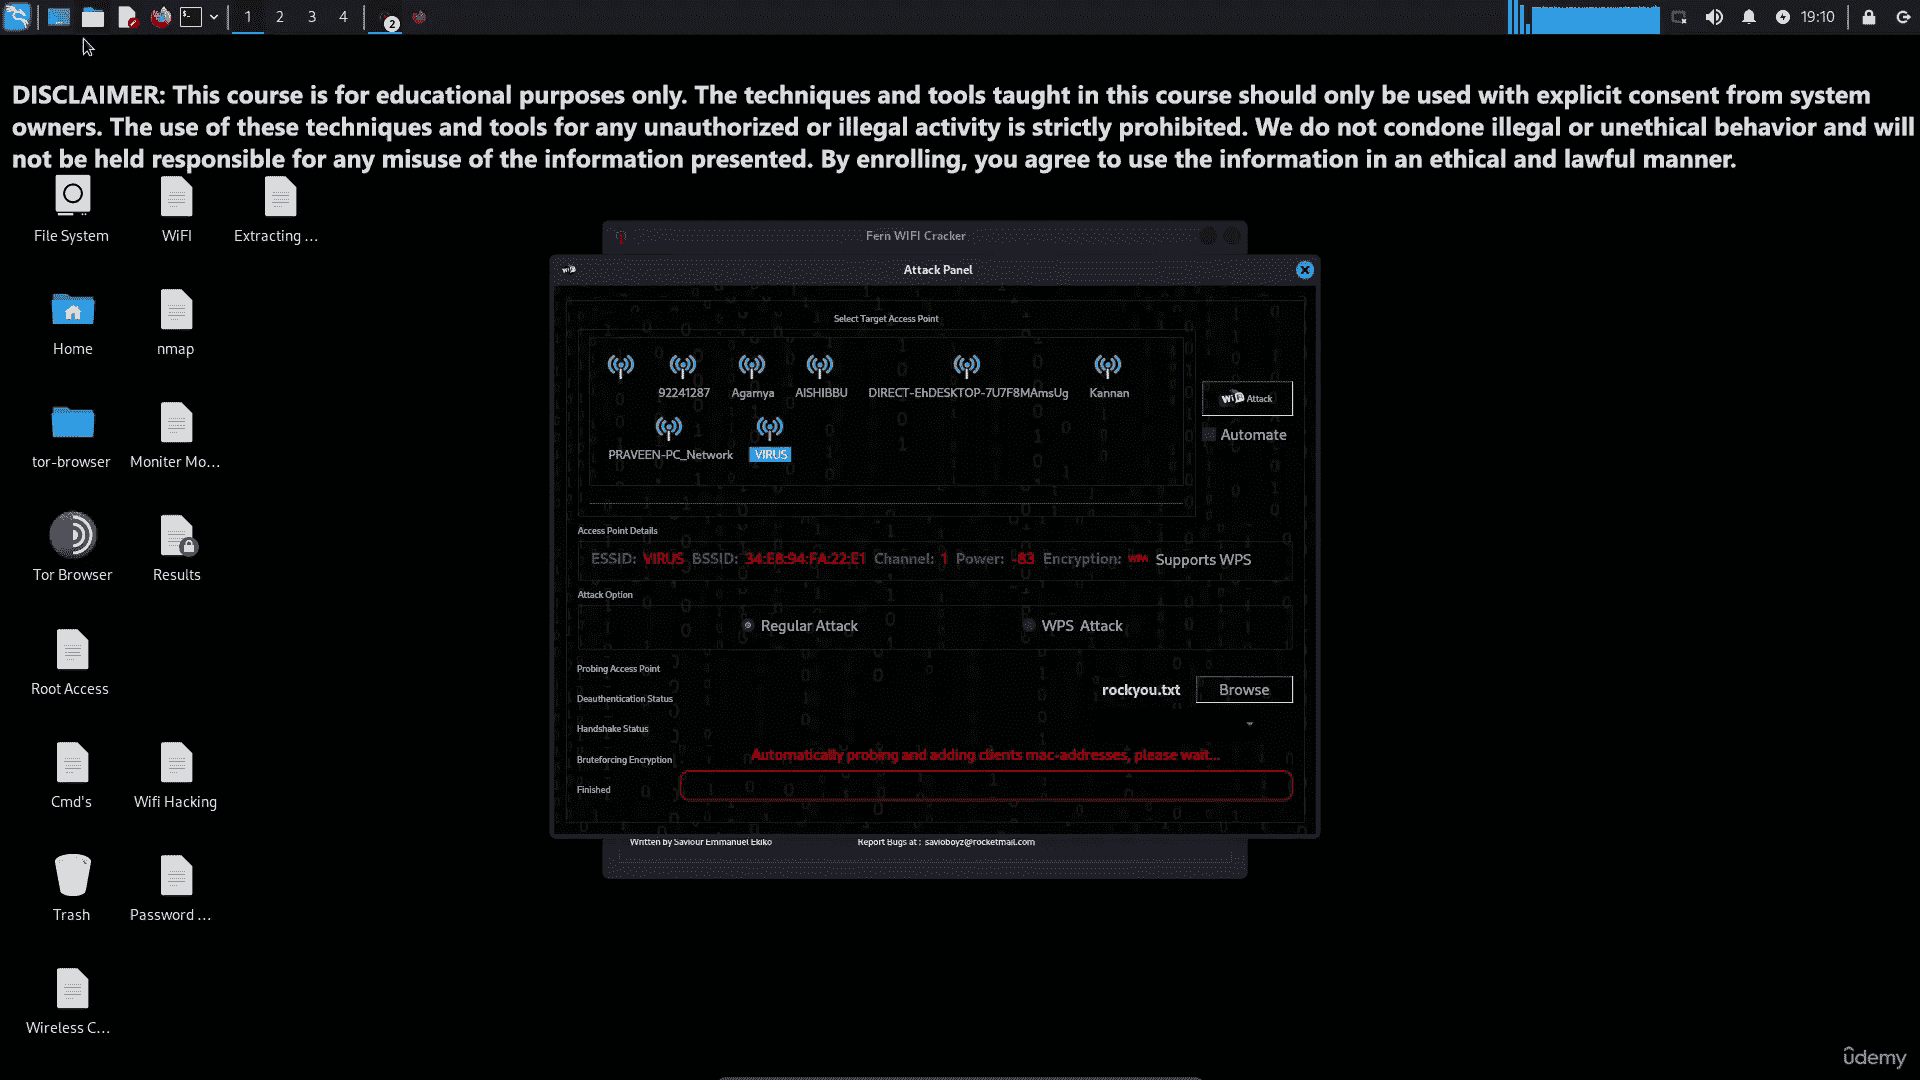 1 2 3 4 2 19:10
DISCLAIMER: This course is for educational purposes only. The techniques and tools taught in this course should only be used with explicit consent from system
owners. The use of these techniques and tools for any unauthorized or illegal activity is strictly prohibited. We do not condone illegal or unethical behavior and will
not be held responsible for any misuse of the information presented. By enrolling, you agree to use the information in an ethical and lawful manner.
File System WiFI Extracting ...
Home nmap
tor-browser Moniter Mo...
Tor Browser Results
Root Access
Cmd's Wifi Hacking
Trash Password ...
Wireless C...
Fern WIFI Cracker
Attack Panel
Select Target Access Point
92241287 Agamya AISHIBBU DIRECT-EhDESKTOP-7U7F8MAmsUg Kannan
PRAVEEN-PC_Network VIRUS
WiFi Attack
Automate
Access Point Details
ESSID: VIRUS BSSID: 34:E8:94:FA:22:E1 Channel: 1 Power: -83 Encryption: WPA Supports WPS
Attack Option
Regular Attack WPS Attack
Probing Access Point
Deauthentication Status
rockyou.txt Browse
Handshake Status
Bruteforcing Encryption
Automatically probing and adding clients mac-addresses, please wait...
Finished
Written by Saviour Emmanuel Ekiko Report Bugs at : savioboyz@rocketmail.com
ûdemy